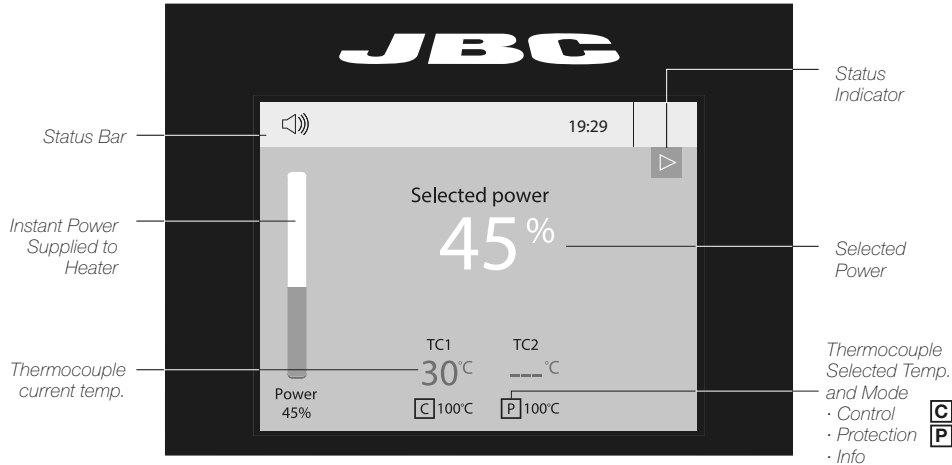 JBC
Status
Indicator
19:29
Status Bar
Selected power
45 %
Instant Power
Supplied to
Heater
Selected
Power
TC1 TC2
30°C ---°C
C 100°C P 100°C
Thermocouple
current temp.
Power
45%
Thermocouple
Selected Temp.
and Mode
· Control C
· Protection P
· Info